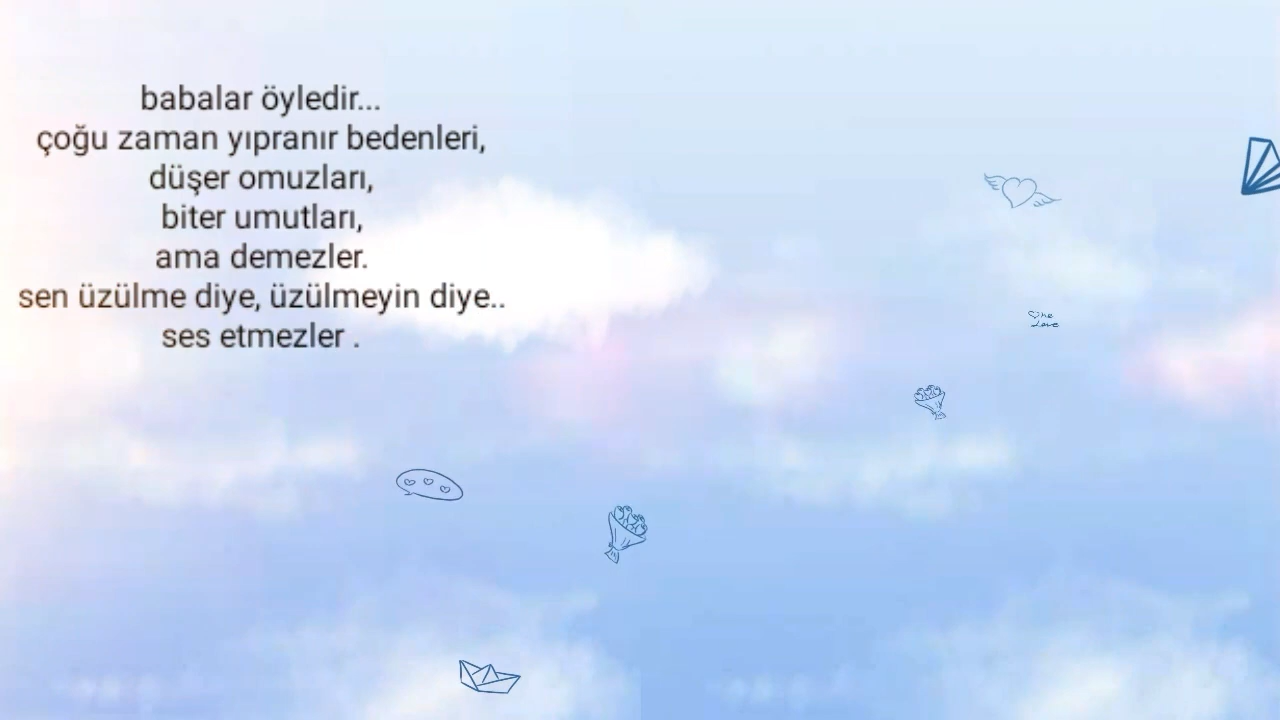 babalar öyledir...
çoğu zaman yıpranır bedenleri,
düşer omuzları,
biter umutları,
ama demezler.
sen üzülme diye, üzülmeyin diye..
ses etmezler .